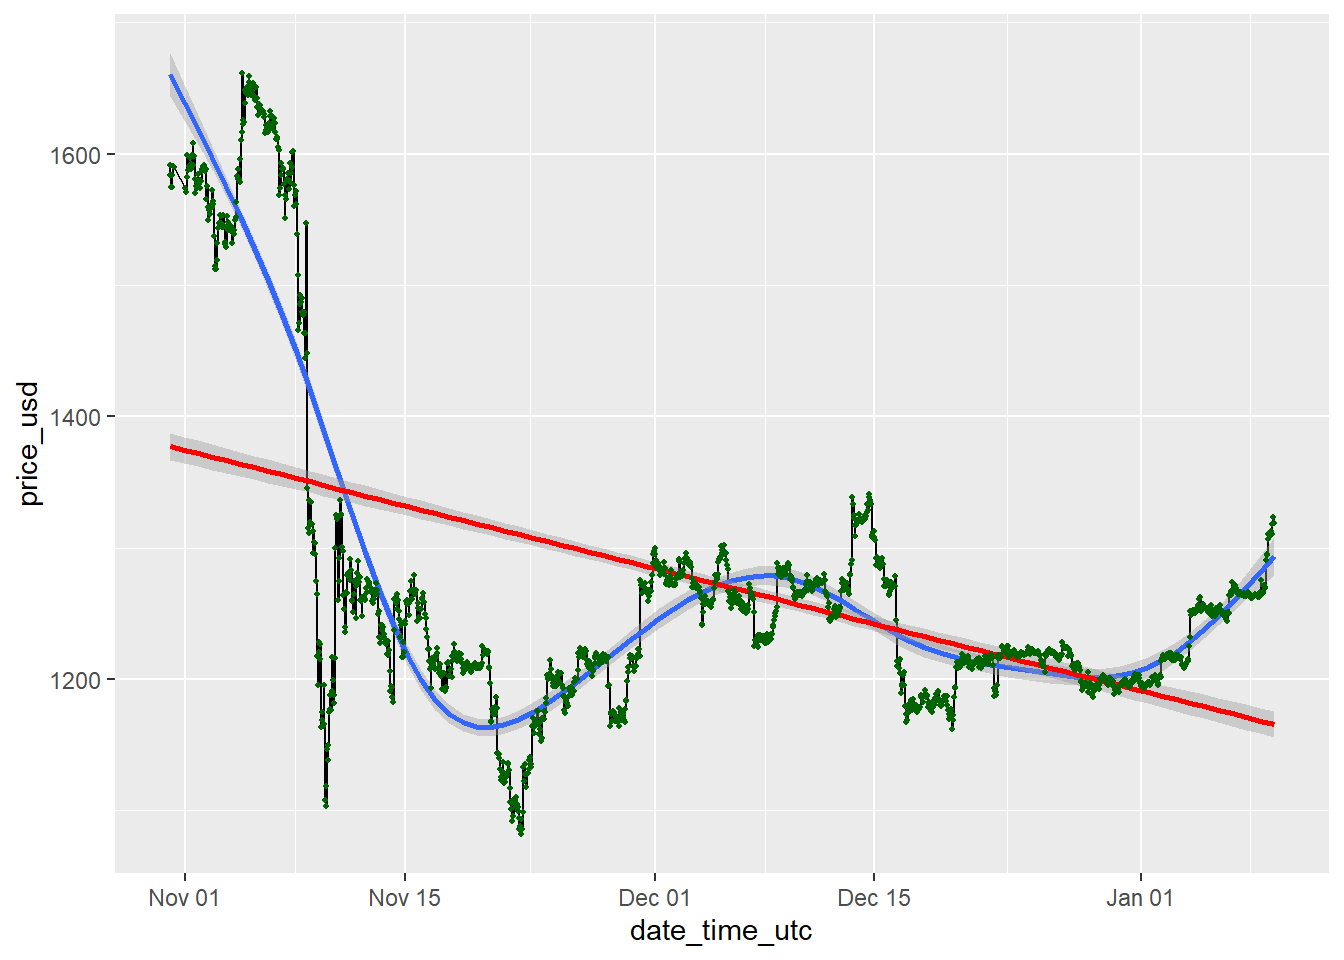 price_usd
1600
1400
1200
Nov 01
Nov 15
Dec 01
Dec 15
Jan 01
date_time_utc